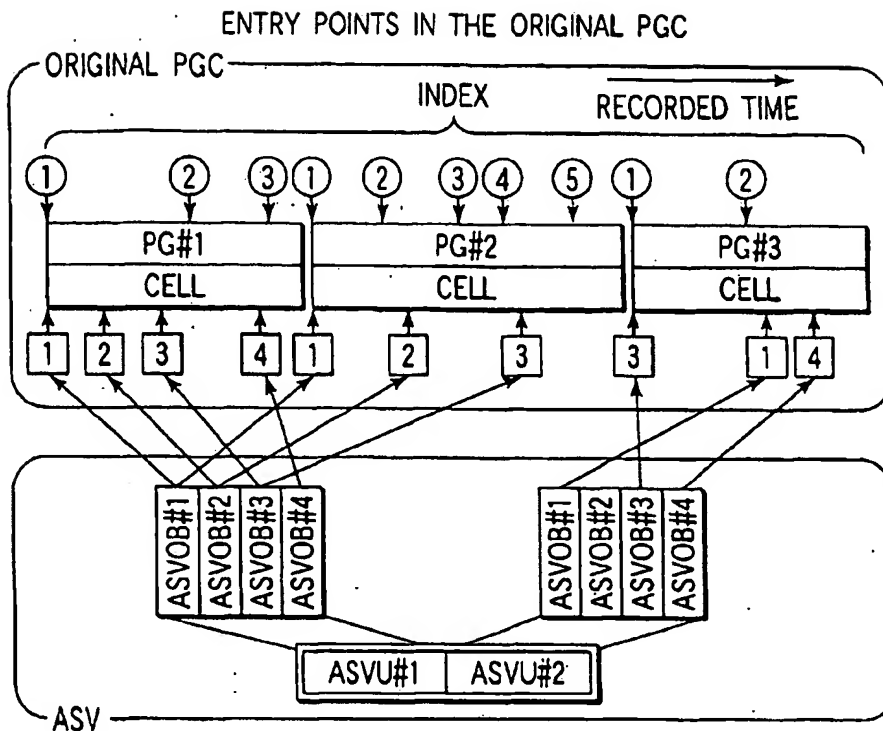 ENTRY POINTS IN THE ORIGINAL PGC
ORIGINAL PGC
INDEX
RECORDED TIME
1 2 3 1 2 3 4 5 1 2
PG#1 PG#2 PG#3
CELL CELL CELL
1 2 3 4 1 2 3 3 1 4
ASVOB#1
ASVOB#2
ASVOB#3
ASVOB#4
ASVOB#1
ASVOB#2
ASVOB#3
ASVOB#4
ASVU#1 ASVU#2
ASV